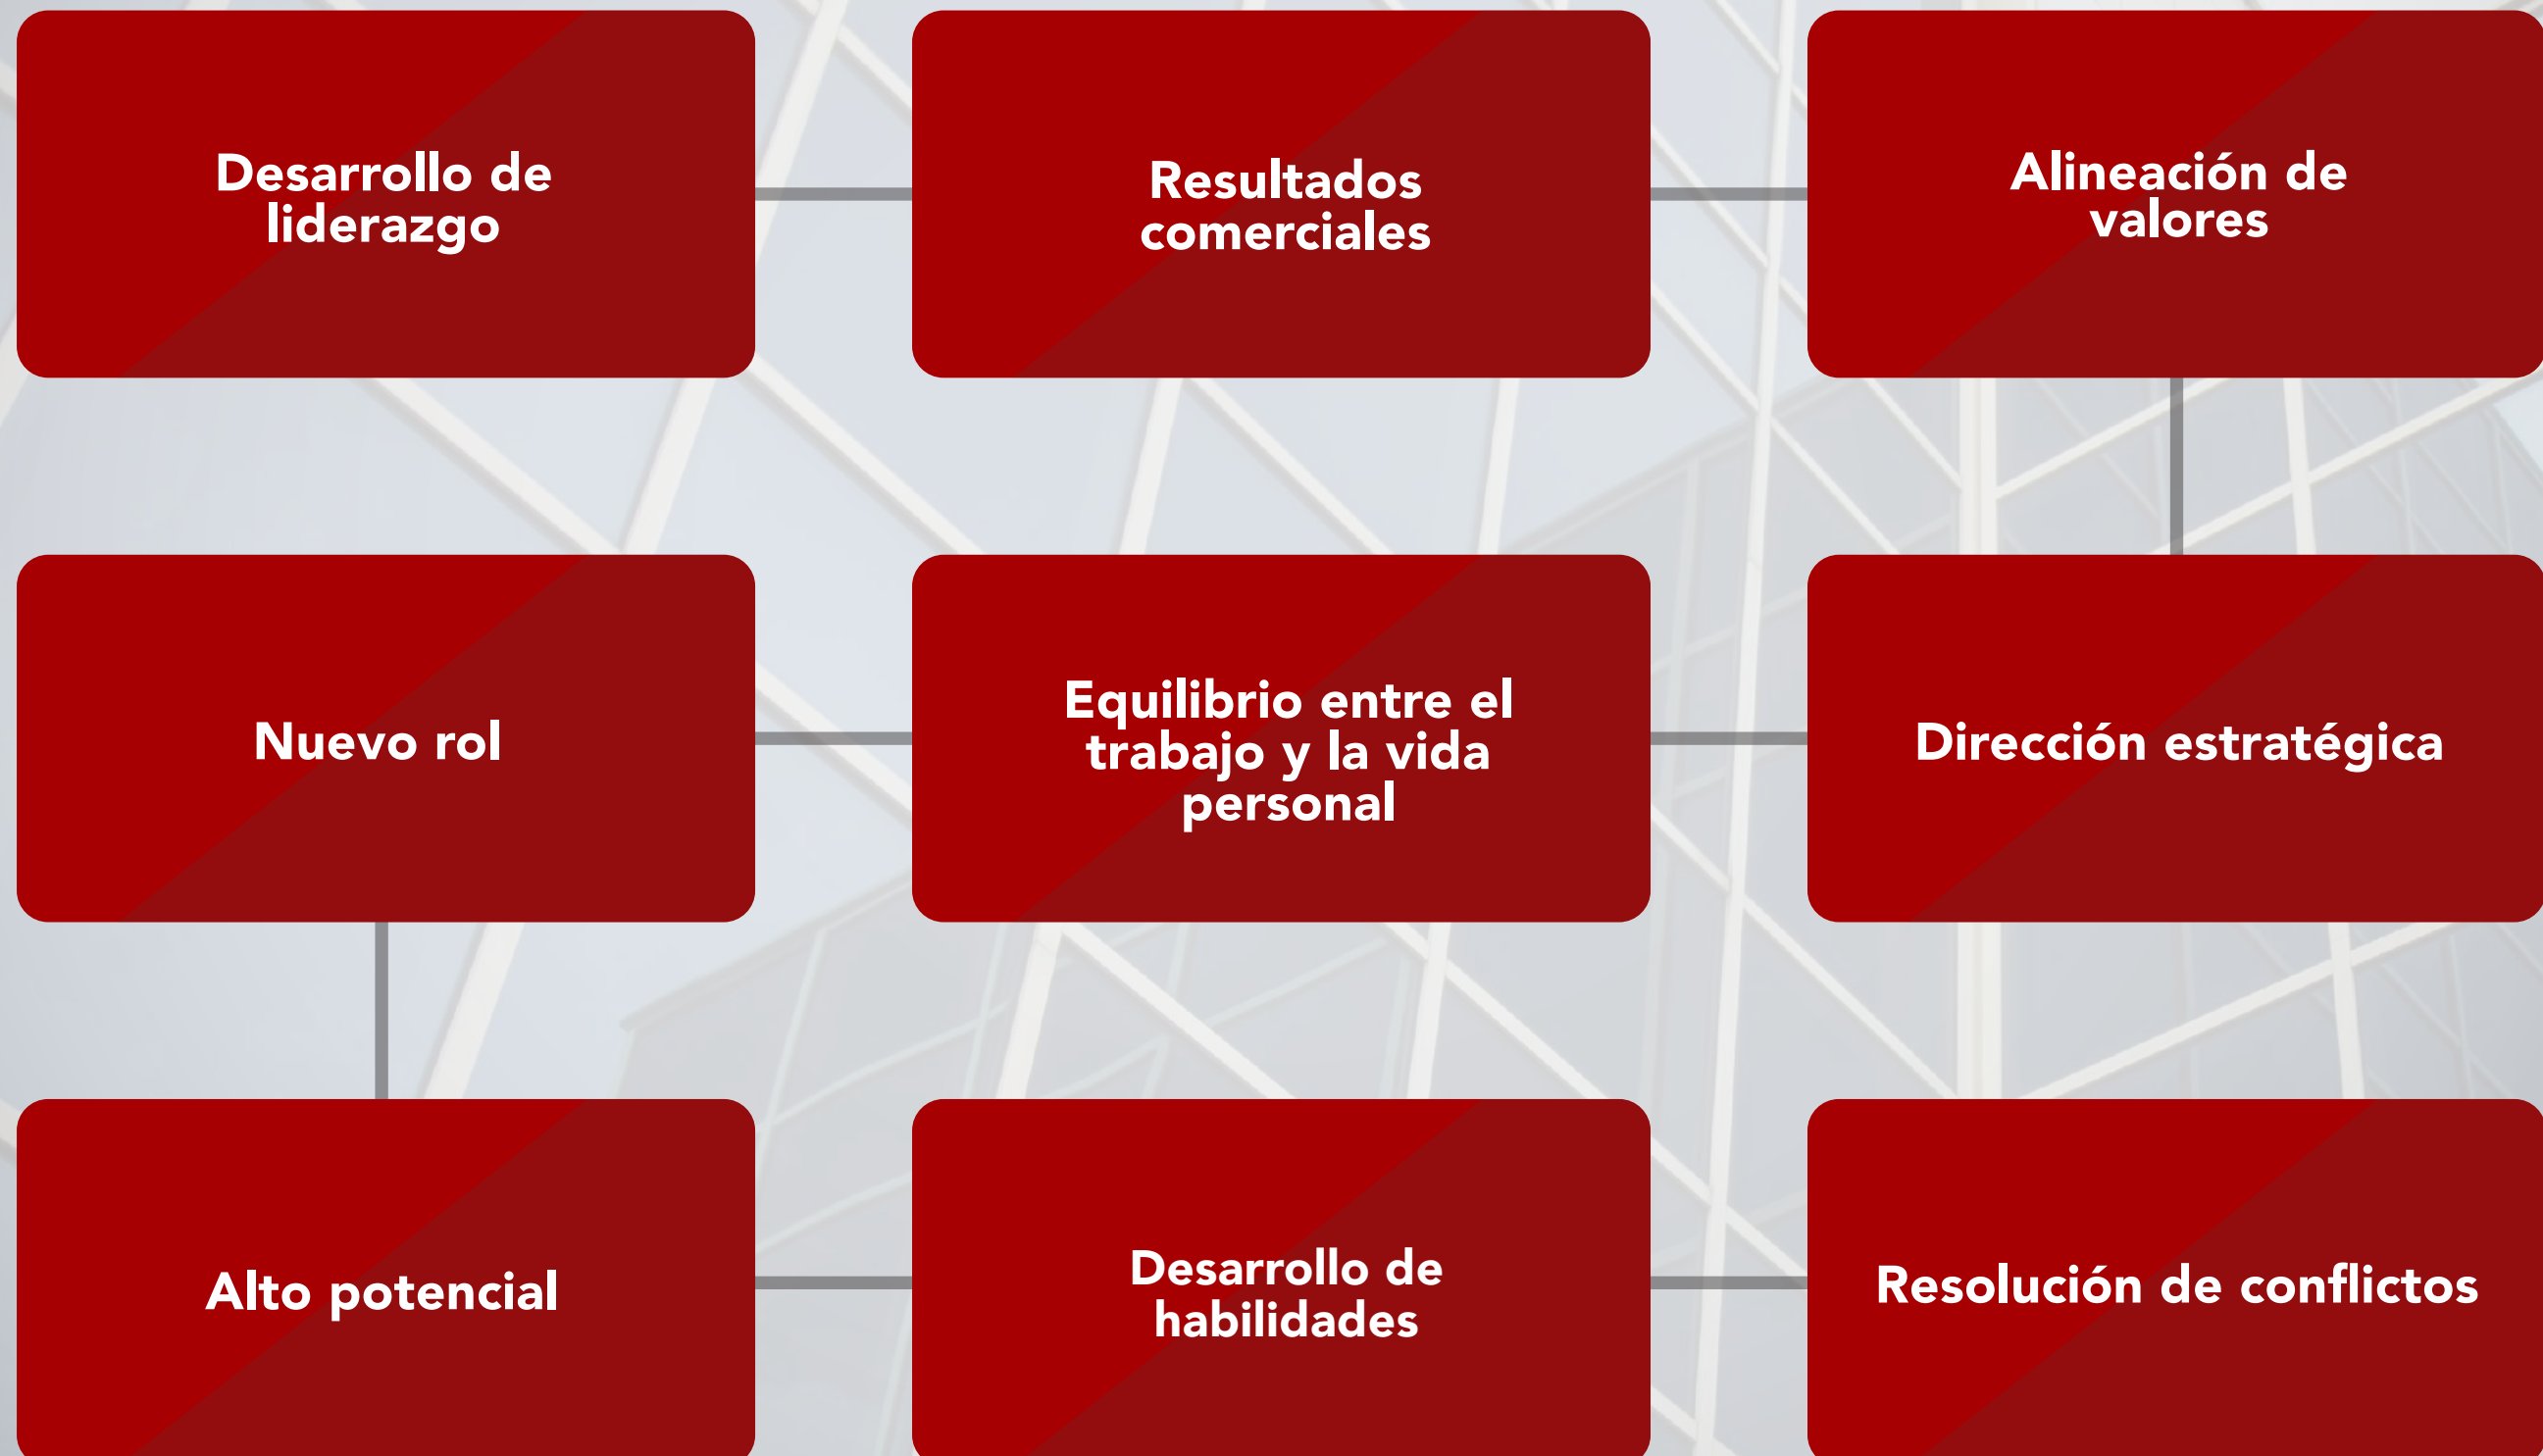 Desarrollo de
liderazgo
Resultados
comerciales
Alineación de
valores
Nuevo rol
Equilibrio entre el
trabajo y la vida
personal
Dirección estratégica
Alto potencial
Desarrollo de
habilidades
Resolución de conflictos